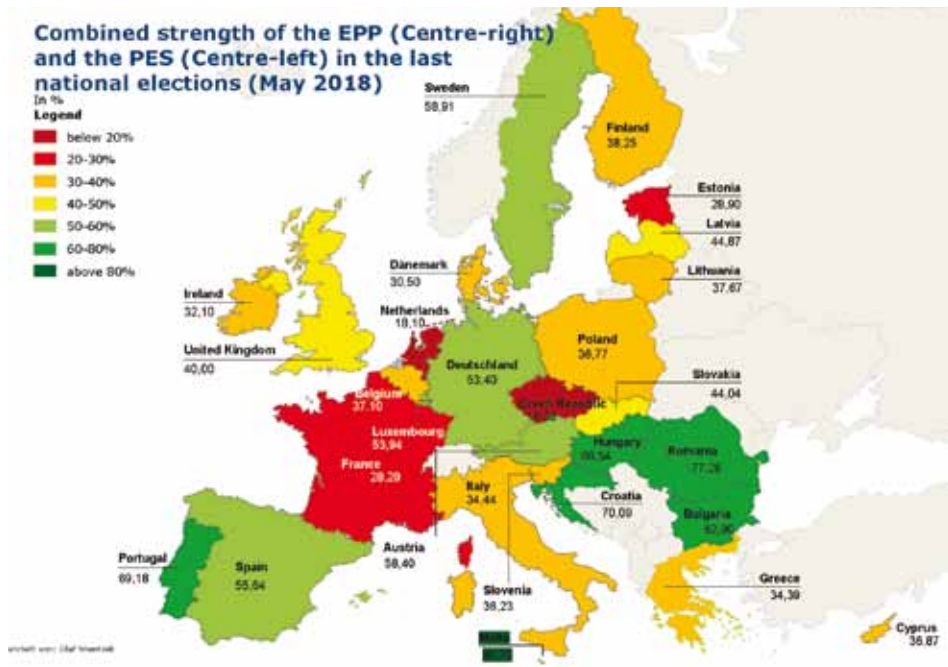 Combined strength of the EPP (Centre-right)
and the PES (Centre-left) in the last
national elections (May 2018)
In %
Legend
below 20%
20-30%
30-40%
40-50%
50-60%
60-80%
above 80%
Sweden
58,91
Finland
38,25
Estonia
28,90
Latvia
44,87
Lithuania
37,67
Dänemark
30,50
Ireland
32,10
Netherlands
18,10
United Kingdom
40,00
Deutschland
53,43
Poland
36,77
Slovakia
44,04
Belgium
37,10
Czech Republic
Luxembourg
53,94
Hungary
Romania
France
Italy
34,44
Croatia
70,09
Bulgaria
Austria
58,40
Portugal
69,18
Spain
55,64
Slovenia
36,23
Greece
34,39
Cyprus
36,87